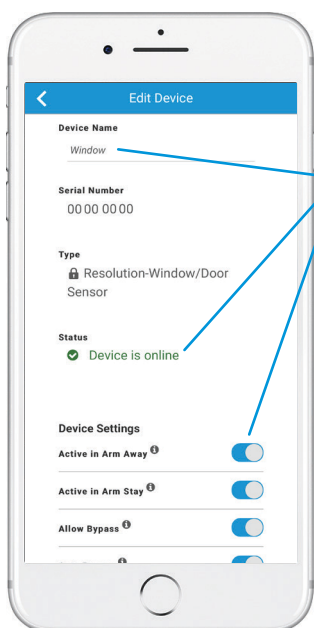 Edit Device
Device Name
Window
Serial Number
00 00 00 00
Type
Resolution-Window/Door
Sensor
Status
Device is online
Device Settings
Active in Arm Away
Active in Arm Stay
Allow Bypass